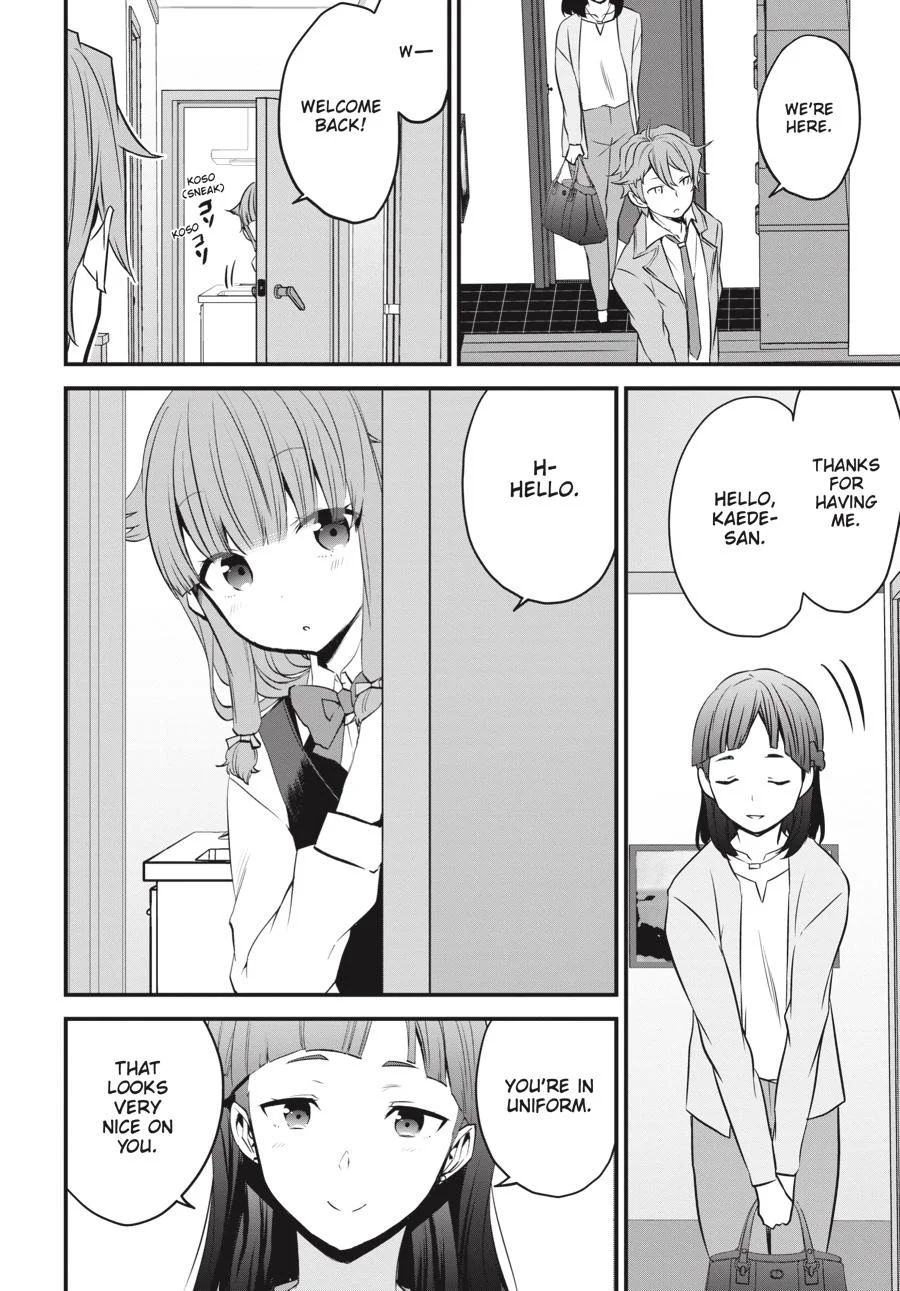 WE'RE
HERE.
W—
WELCOME
BACK!
KOSO
(SNEAK)
コソ
KOSO
コソ
THANKS
FOR
HAVING
ME.
HELLO,
KAEDE-
SAN.
H-
HELLO.
YOU'RE IN
UNIFORM.
THAT
LOOKS
VERY
NICE ON
YOU.